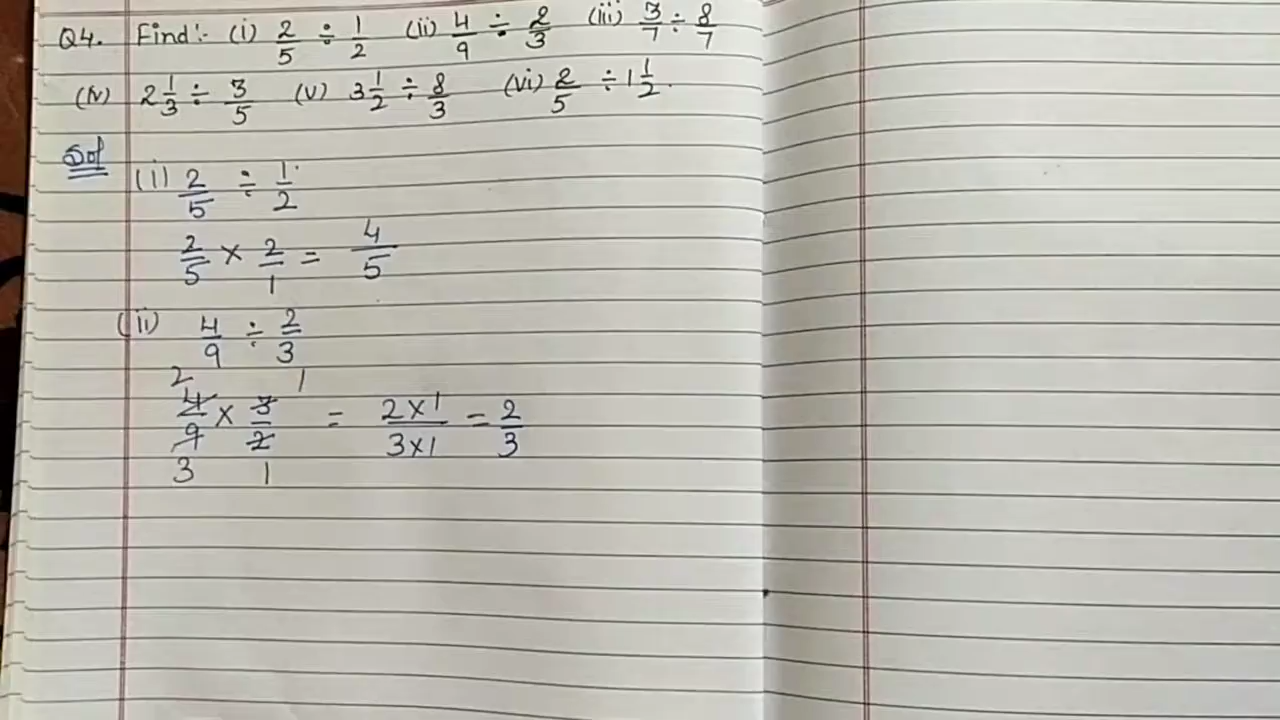 Q4. Find:- (i) 2/5 ÷ 1/2 (ii) 4/9 ÷ 2/3 (iii) 3/7 ÷ 8/7
(iv) 2 1/3 ÷ 3/5 (v) 3 1/2 ÷ 8/3 (vi) 2/5 ÷ 1 1/2.
Sol
(i) 2/5 ÷ 1/2
2/5 × 2/1 = 4/5
(ii) 4/9 ÷ 2/3
2 1
4/9 × 3/2 = 2×1/3×1 = 2/3
3 1